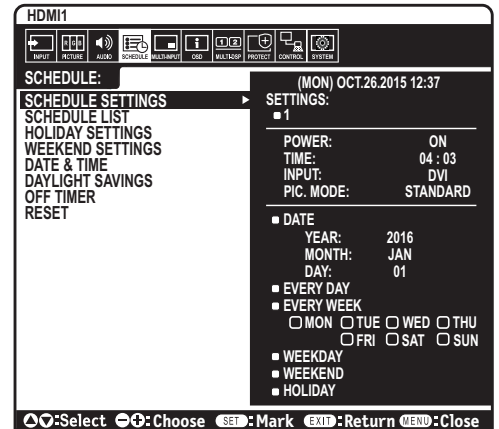 HDMI1
INPUT PICTURE AUDIO SCHEDULE MULTI-INPUT OSD MULTI-DSP PROTECT CONTROL SYSTEM
SCHEDULE:
SCHEDULE SETTINGS
SCHEDULE LIST
HOLIDAY SETTINGS
WEEKEND SETTINGS
DATE & TIME
DAYLIGHT SAVINGS
OFF TIMER
RESET
(MON) OCT.26.2015 12:37
SETTINGS:
1
POWER: ON
TIME: 04 : 03
INPUT: DVI
PIC. MODE: STANDARD
DATE
YEAR: 2016
MONTH: JAN
DAY: 01
EVERY DAY
EVERY WEEK
MON TUE WED THU
FRI SAT SUN
WEEKDAY
WEEKEND
HOLIDAY
:Select :Choose SET:Mark EXIT:Return MENU:Close